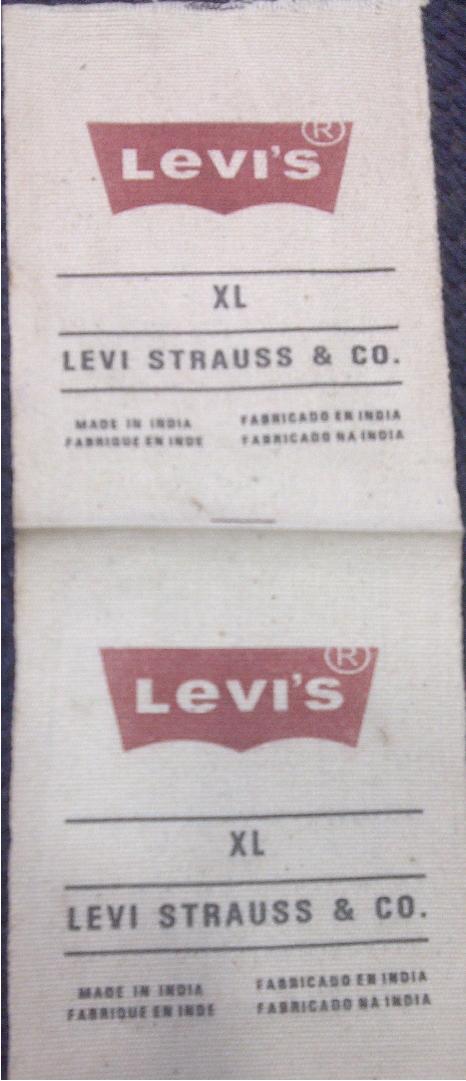 Levi's®
XL
LEVI STRAUSS & CO.
MADE IN INDIA
FABRIQUE EN INDE
FABRICADO EN INDIA
FABRICADO NA INDIA
Levi's®
XL
LEVI STRAUSS & CO.
MADE IN INDIA
FABRIQUE EN INDE
FABRICADO EN INDIA
FABRICADO NA INDIA